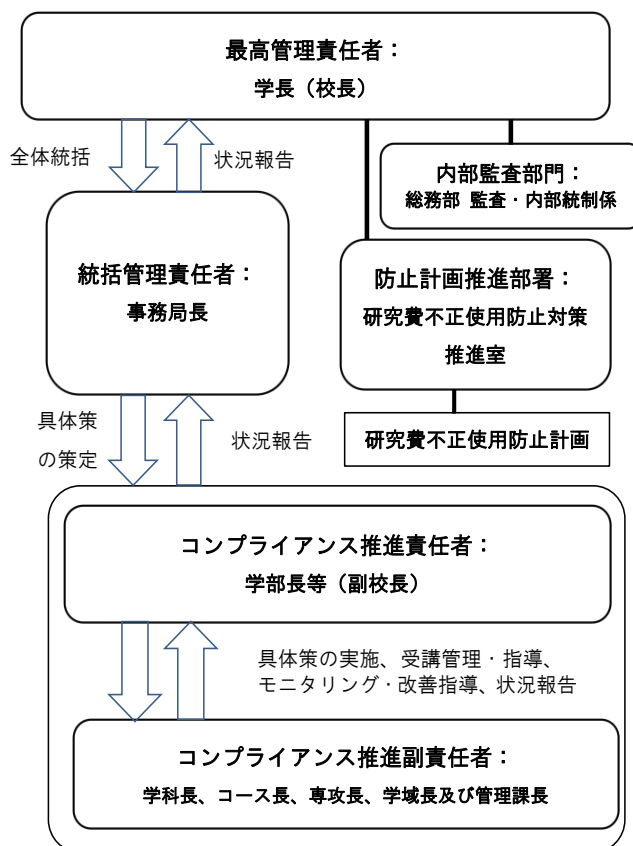 最高管理責任者：
学長（校長）
全体統括
状況報告
内部監査部門：
総務部 監査・内部統制係
統括管理責任者：
事務局長
防止計画推進部署：
研究費不正使用防止対策
推進室
具体策
の策定
状況報告
研究費不正使用防止計画
コンプライアンス推進責任者：
学部長等（副校長）
具体策の実施、受講管理・指導、
モニタリング・改善指導、状況報告
コンプライアンス推進副責任者：
学科長、コース長、専攻長、学域長及び管理課長